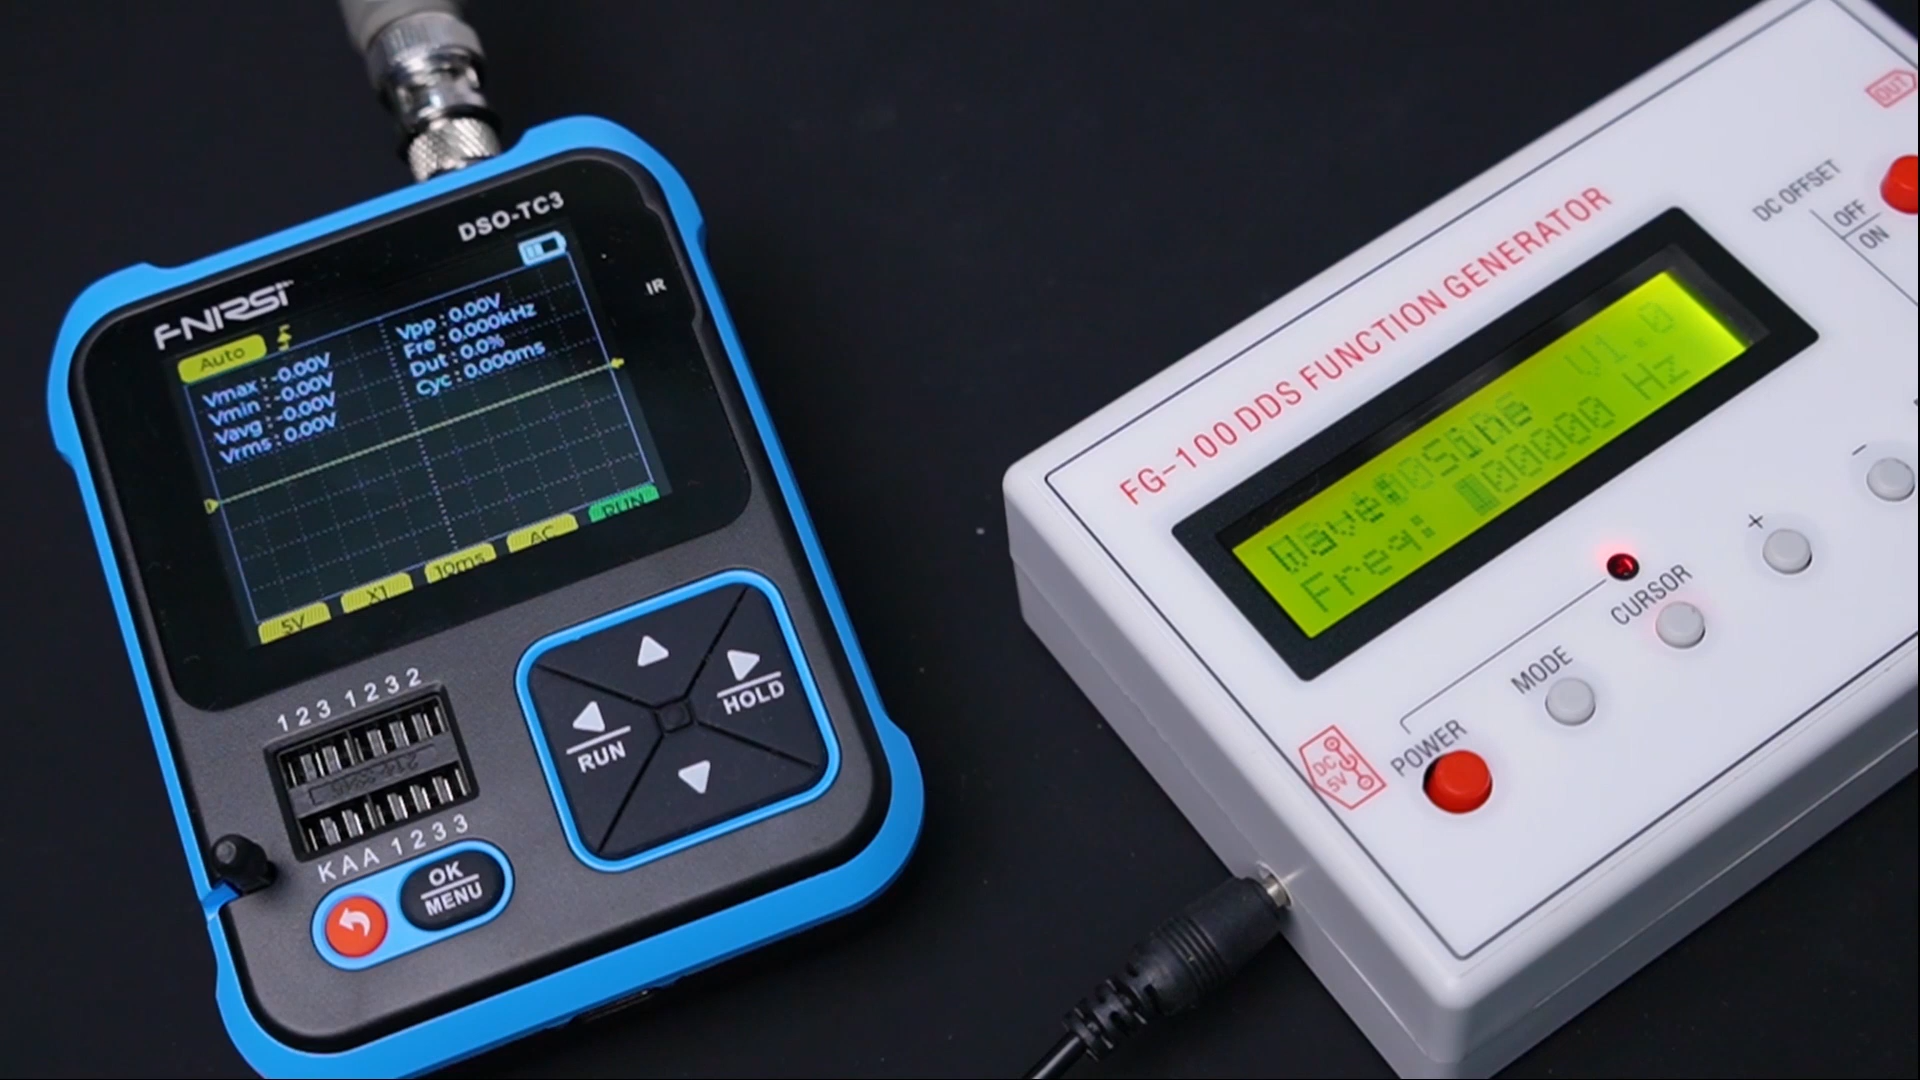 FNIRSI
DSO-TC3
IR
Auto
Vmax : -0.00V
Vmin : -0.00V
Vavg : -0.00V
Vrms : 0.00V
Vpp : 0.00V
Fre : 0.000kHz
Dut : 0.0%
Cyc : 0.000ms
5V
X1
10ms
AC
RUN
1 2 3 1 2 3 2
K A A 1 2 3 3
RUN
HOLD
OK
MENU
FG-100 DDS FUNCTION GENERATOR
V1.0
Hz
Freq:
OUT
DC OFFSET
OFF
ON
-
+
CURSOR
MODE
POWER
DC
5V